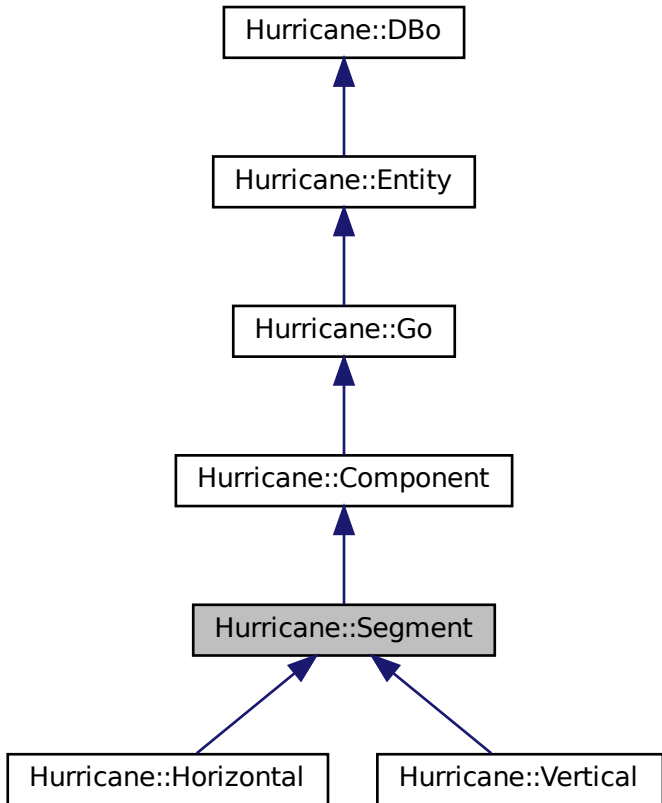 Hurricane::DBo
Hurricane::Entity
Hurricane::Go
Hurricane::Component
Hurricane::Segment
Hurricane::Horizontal
Hurricane::Vertical